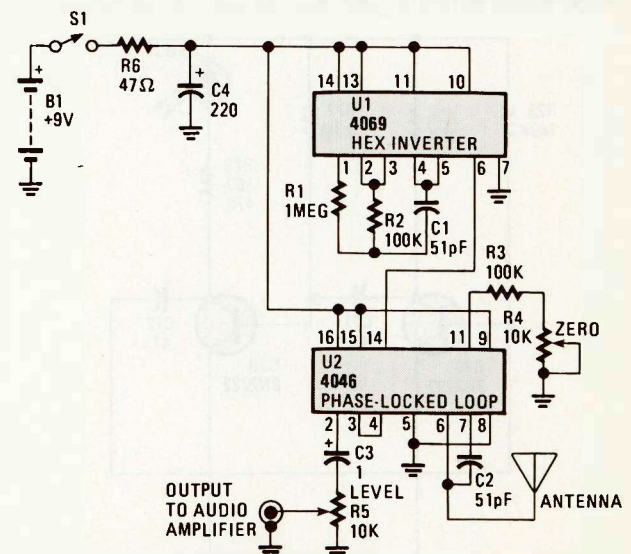 S1
R6
47Ω
+
C4
220
+
B1
+9V
14 13 11 10
U1
4069
HEX INVERTER
1 2 3 4 5 6 7
R1
1MEG
R2
100K
C1
51pF
R3
100K
R4
10K
ZERO
16 15 14 11 9
U2
4046
PHASE-LOCKED LOOP
2 3 4 5 6 7 8
+
C3
1
LEVEL
R5
10K
C2
51pF
ANTENNA
OUTPUT
TO AUDIO
AMPLIFIER